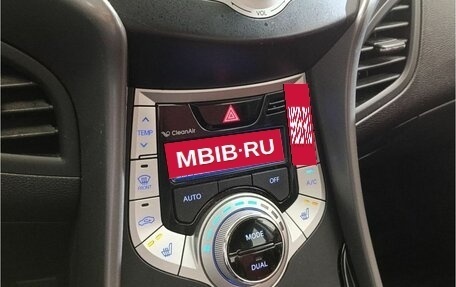 VOL
CleanAir
TEMP
MBIB·RU
FRONT
AUTO
OFF
A/C
MODE
DUAL